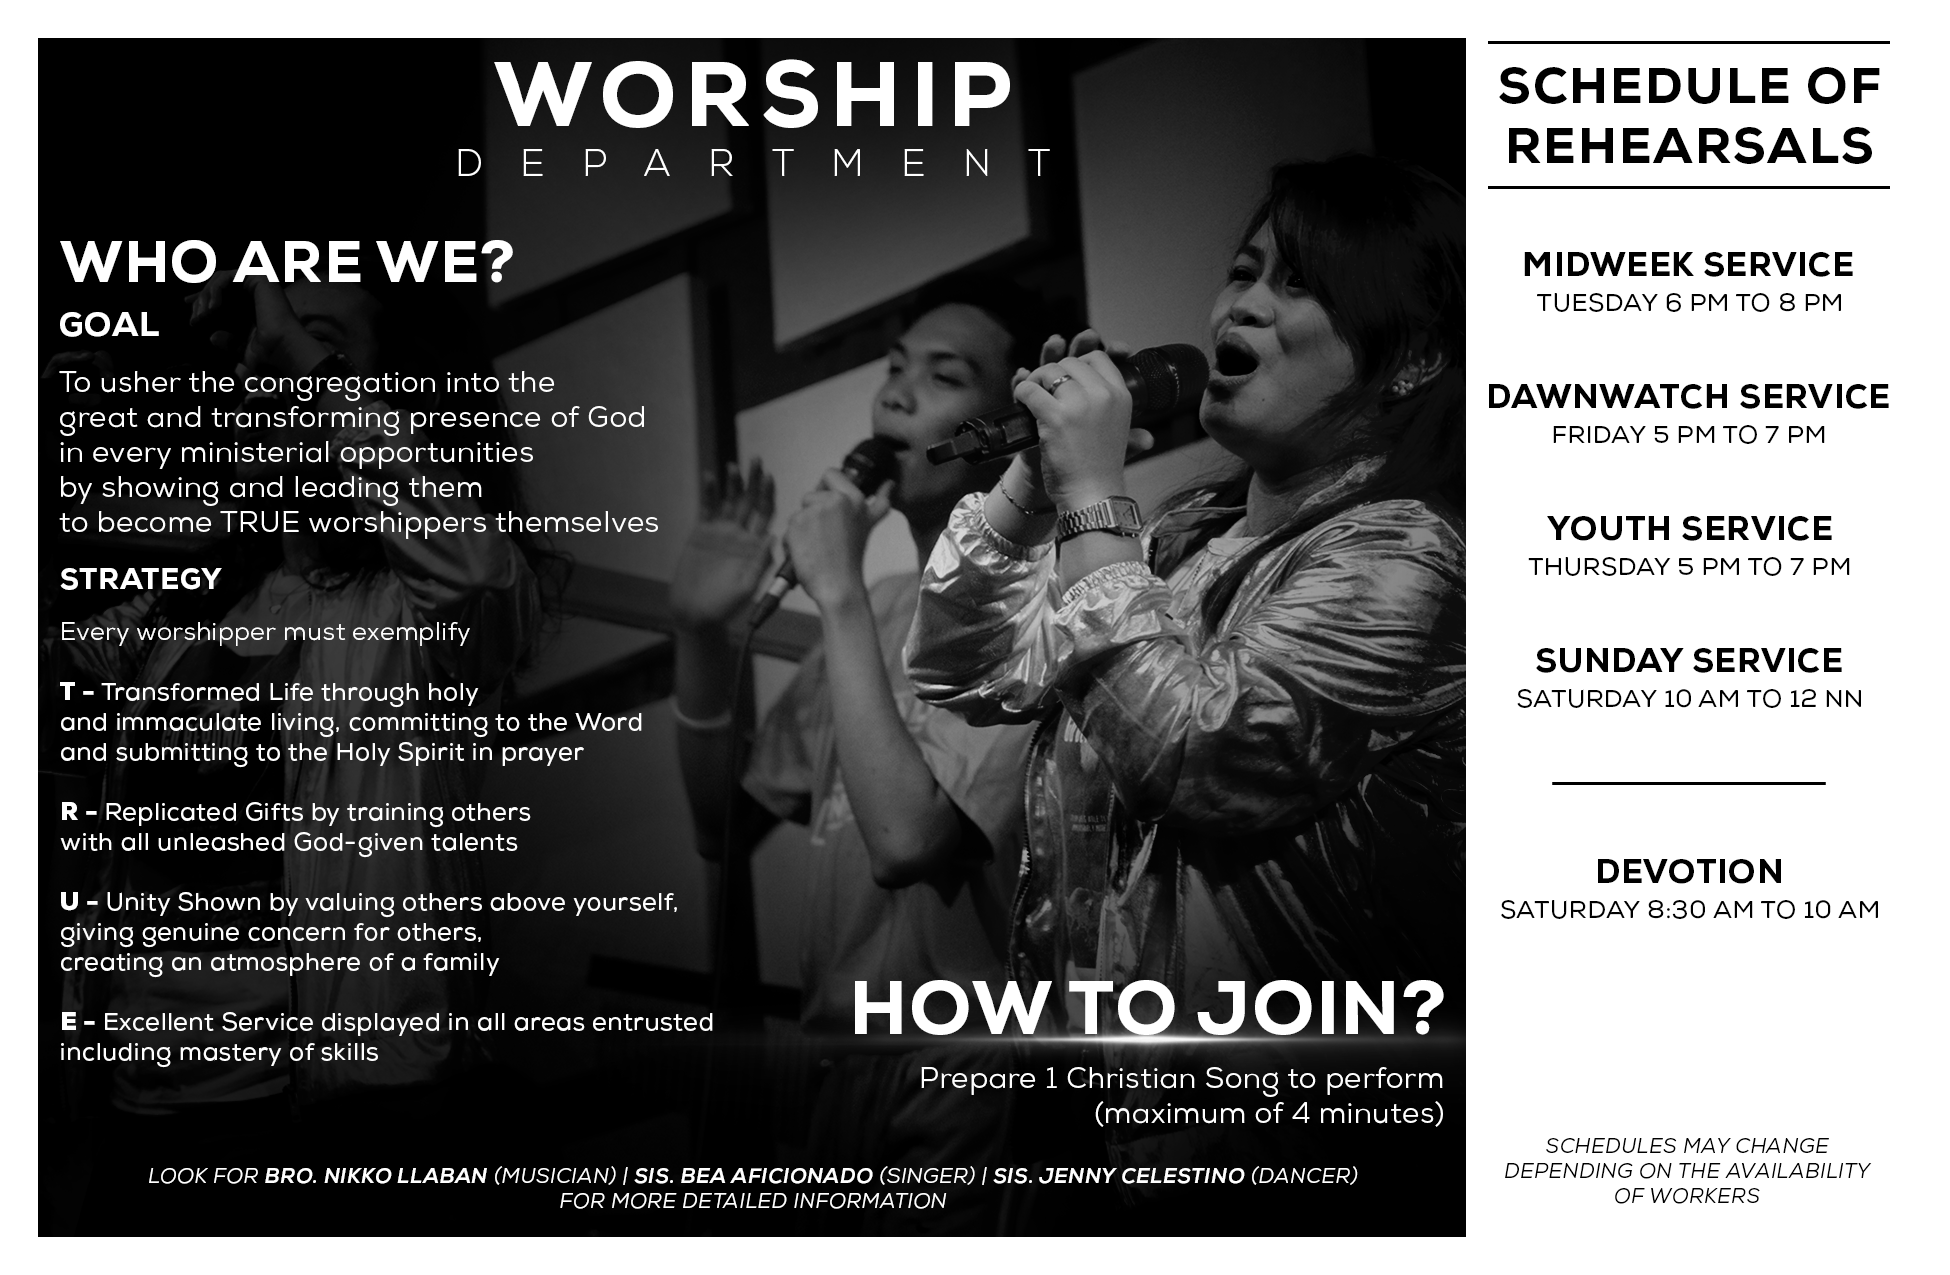 WORSHIP
DEPARTMENT
WHO ARE WE?
GOAL
To usher the congregation into the
great and transforming presence of God
in every ministerial opportunities
by showing and leading them
to become TRUE worshippers themselves
STRATEGY
Every worshipper must exemplify
T - Transformed Life through holy
and immaculate living, committing to the Word
and submitting to the Holy Spirit in prayer
R - Replicated Gifts by training others
with all unleashed God-given talents
U - Unity Shown by valuing others above yourself,
giving genuine concern for others,
creating an atmosphere of a family
E - Excellent Service displayed in all areas entrusted
including mastery of skills
HOW TO JOIN?
Prepare 1 Christian Song to perform
(maximum of 4 minutes)
LOOK FOR BRO. NIKKO LLABAN (MUSICIAN) | SIS. BEA AFICIONADO (SINGER) | SIS. JENNY CELESTINO (DANCER)
FOR MORE DETAILED INFORMATION
SCHEDULE OF
REHEARSALS
MIDWEEK SERVICE
TUESDAY 6 PM TO 8 PM
DAWNWATCH SERVICE
FRIDAY 5 PM TO 7 PM
YOUTH SERVICE
THURSDAY 5 PM TO 7 PM
SUNDAY SERVICE
SATURDAY 10 AM TO 12 NN
DEVOTION
SATURDAY 8:30 AM TO 10 AM
SCHEDULES MAY CHANGE
DEPENDING ON THE AVAILABILITY
OF WORKERS